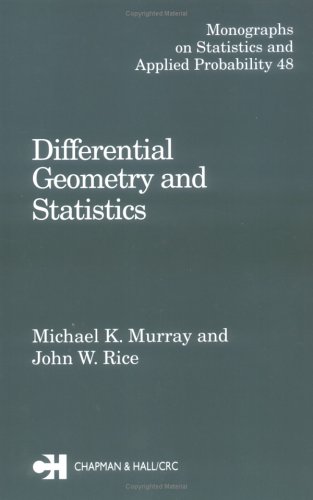 Monographs
on Statistics and
Applied Probability 48
Differential
Geometry and
Statistics
Michael K. Murray and
John W. Rice
CH CHAPMAN & HALL/CRC